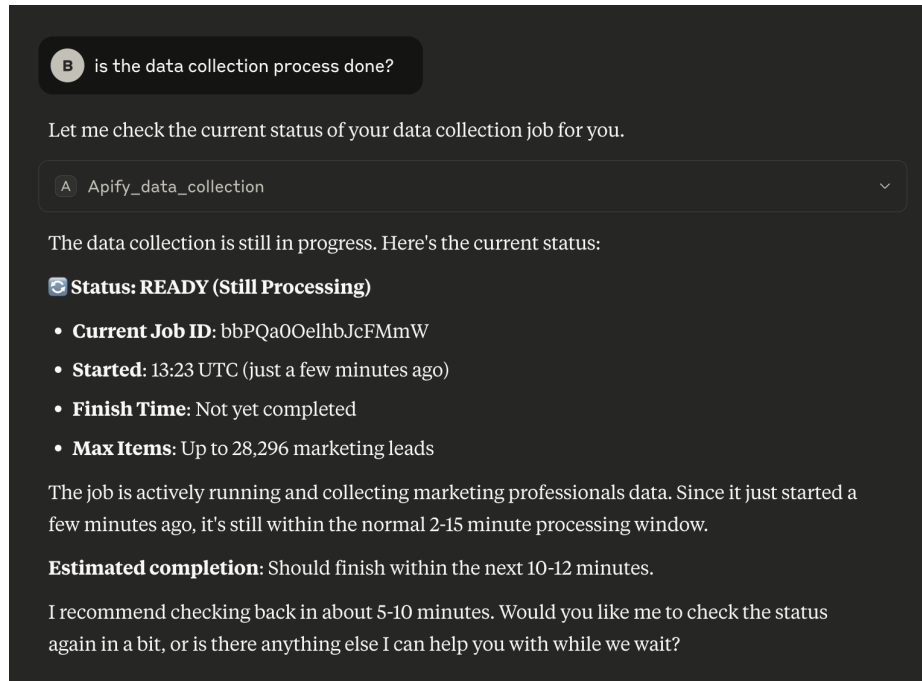 B is the data collection process done?
Let me check the current status of your data collection job for you.
A Apify_data_collection
The data collection is still in progress. Here's the current status:
🔄 Status: READY (Still Processing)
• Current Job ID: bbPQa0OelhbJcFMmW
• Started: 13:23 UTC (just a few minutes ago)
• Finish Time: Not yet completed
• Max Items: Up to 28,296 marketing leads
The job is actively running and collecting marketing professionals data. Since it just started a
few minutes ago, it's still within the normal 2-15 minute processing window.
Estimated completion: Should finish within the next 10-12 minutes.
I recommend checking back in about 5-10 minutes. Would you like me to check the status
again in a bit, or is there anything else I can help you with while we wait?